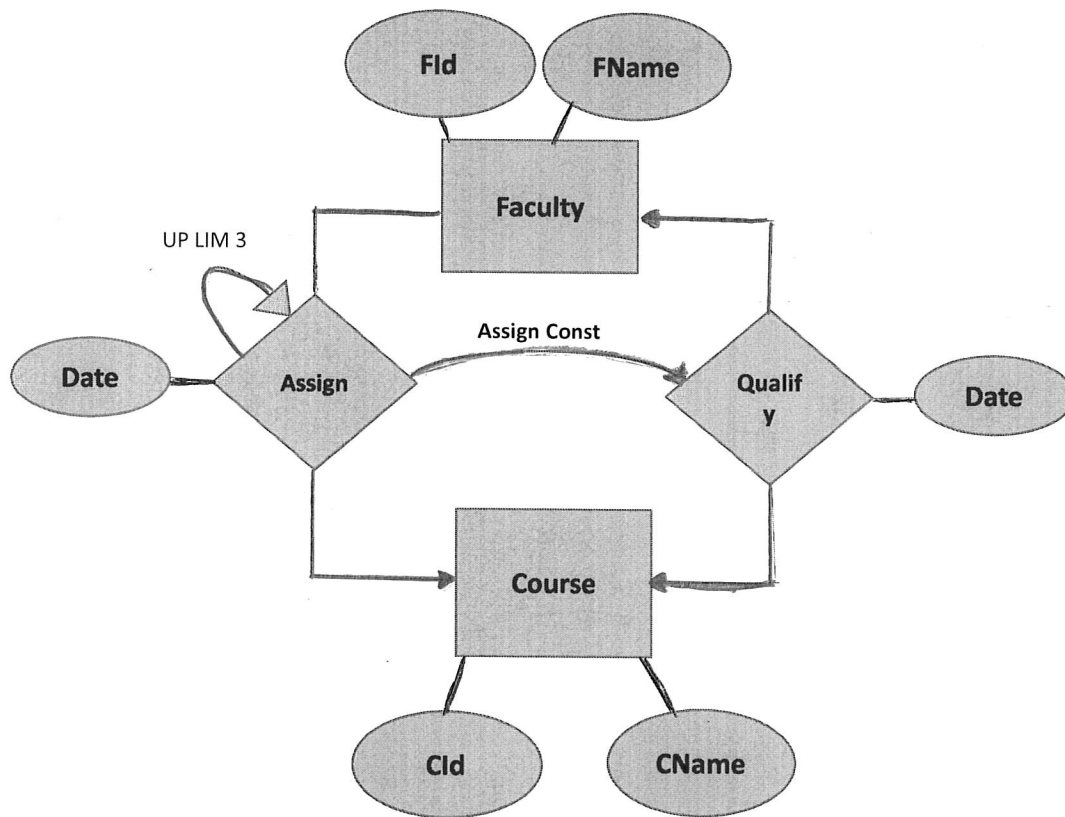 FId
FName
Faculty
UP LIM 3
Assign Const
Date
Assign
Qualif
y
Date
Course
CId
CName